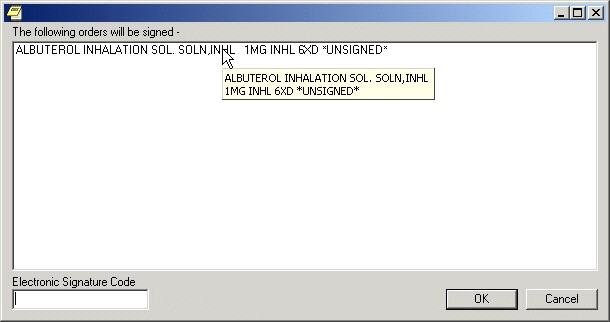 The following orders will be signed -
ALBUTEROL INHALATION SOL. SOLN,INHL 1MG INHL 6XD *UNSIGNED*
ALBUTEROL INHALATION SOL. SOLN,INHL
1MG INHL 6XD *UNSIGNED*
Electronic Signature Code
OK Cancel